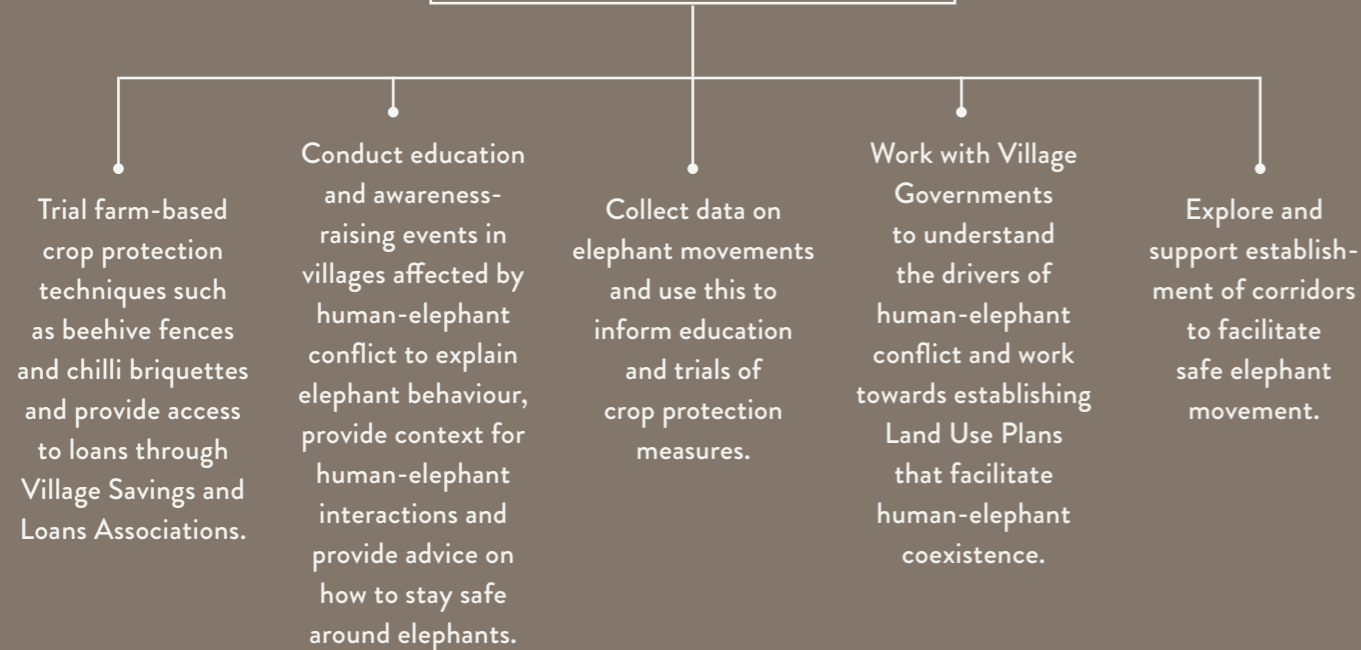 Trial farm-based
crop protection
techniques such
as beehive fences
and chilli briquettes
and provide access
to loans through
Village Savings and
Loans Associations.
Conduct education
and awareness-
raising events in
villages affected by
human-elephant
conflict to explain
elephant behaviour,
provide context for
human-elephant
interactions and
provide advice on
how to stay safe
around elephants.
Collect data on
elephant movements
and use this to
inform education
and trials of
crop protection
measures.
Work with Village
Governments
to understand
the drivers of
human-elephant
conflict and work
towards establishing
Land Use Plans
that facilitate
human-elephant
coexistence.
Explore and
support establish-
ment of corridors
to facilitate
safe elephant
movement.